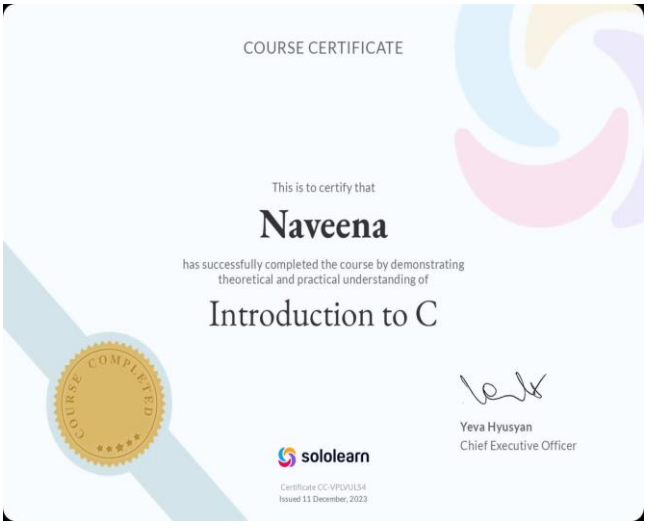 COURSE CERTIFICATE
This is to certify that
Naveena
has successfully completed the course by demonstrating
theoretical and practical understanding of
Introduction to C
COURSE COMPLETED
Yeva Hyusyan
Chief Executive Officer
sololearn
Certificate CC-VPLVULS4
Issued 11 December, 2023